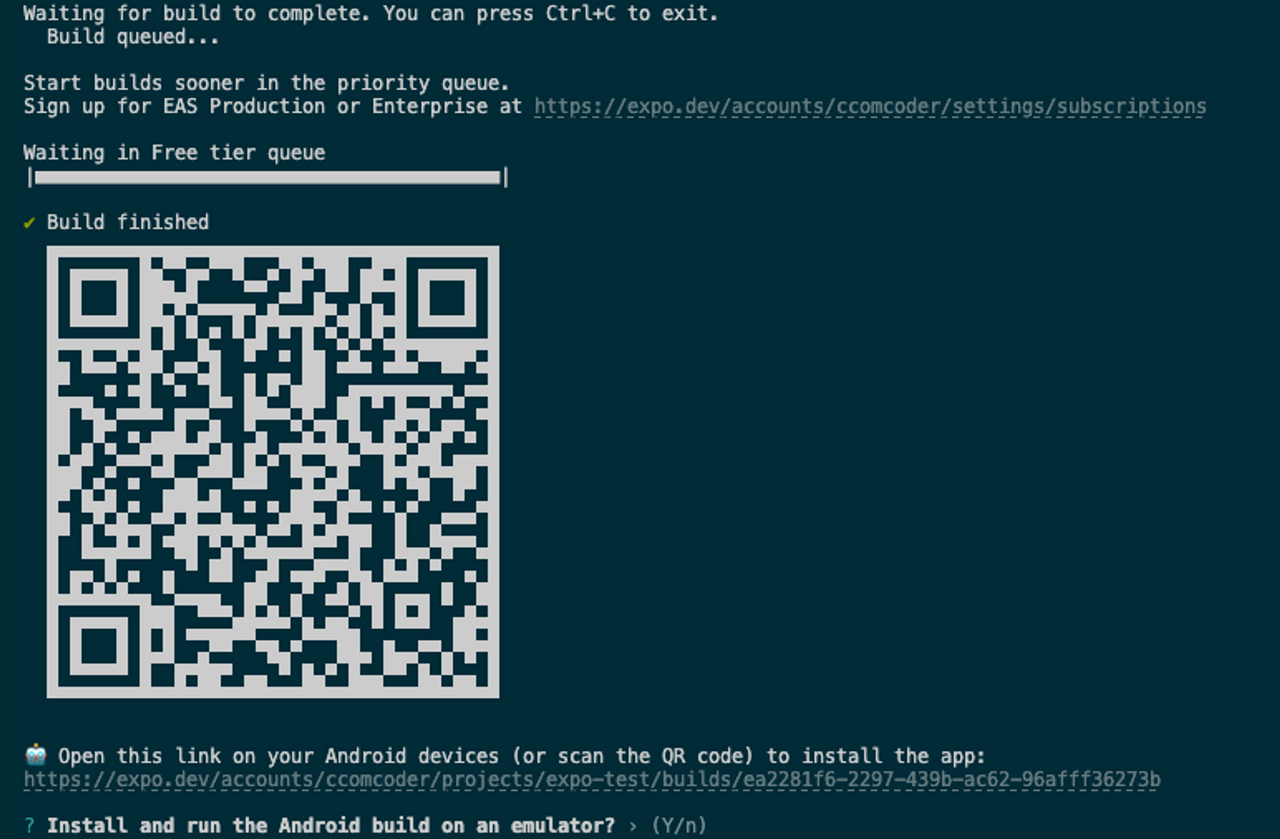 Waiting for build to complete. You can press Ctrl+C to exit.
Build queued...
Start builds sooner in the priority queue.
Sign up for EAS Production or Enterprise at https://expo.dev/accounts/ccomcoder/settings/subscriptions
Waiting in Free tier queue
✔ Build finished
🤖 Open this link on your Android devices (or scan the QR code) to install the app:
https://expo.dev/accounts/ccomcoder/projects/expo-test/builds/ea2281f6-2297-439b-ac62-96afff36273b
? Install and run the Android build on an emulator? › (Y/n)